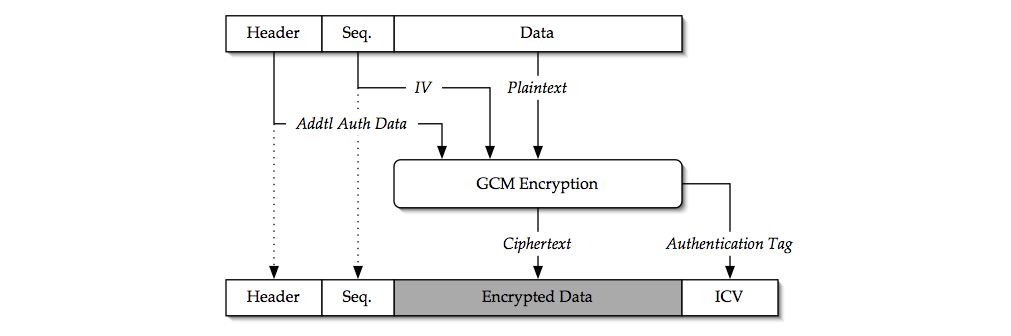 Header Seq. Data
IV Plaintext
Addtl Auth Data
GCM Encryption
Ciphertext Authentication Tag
Header Seq. Encrypted Data ICV